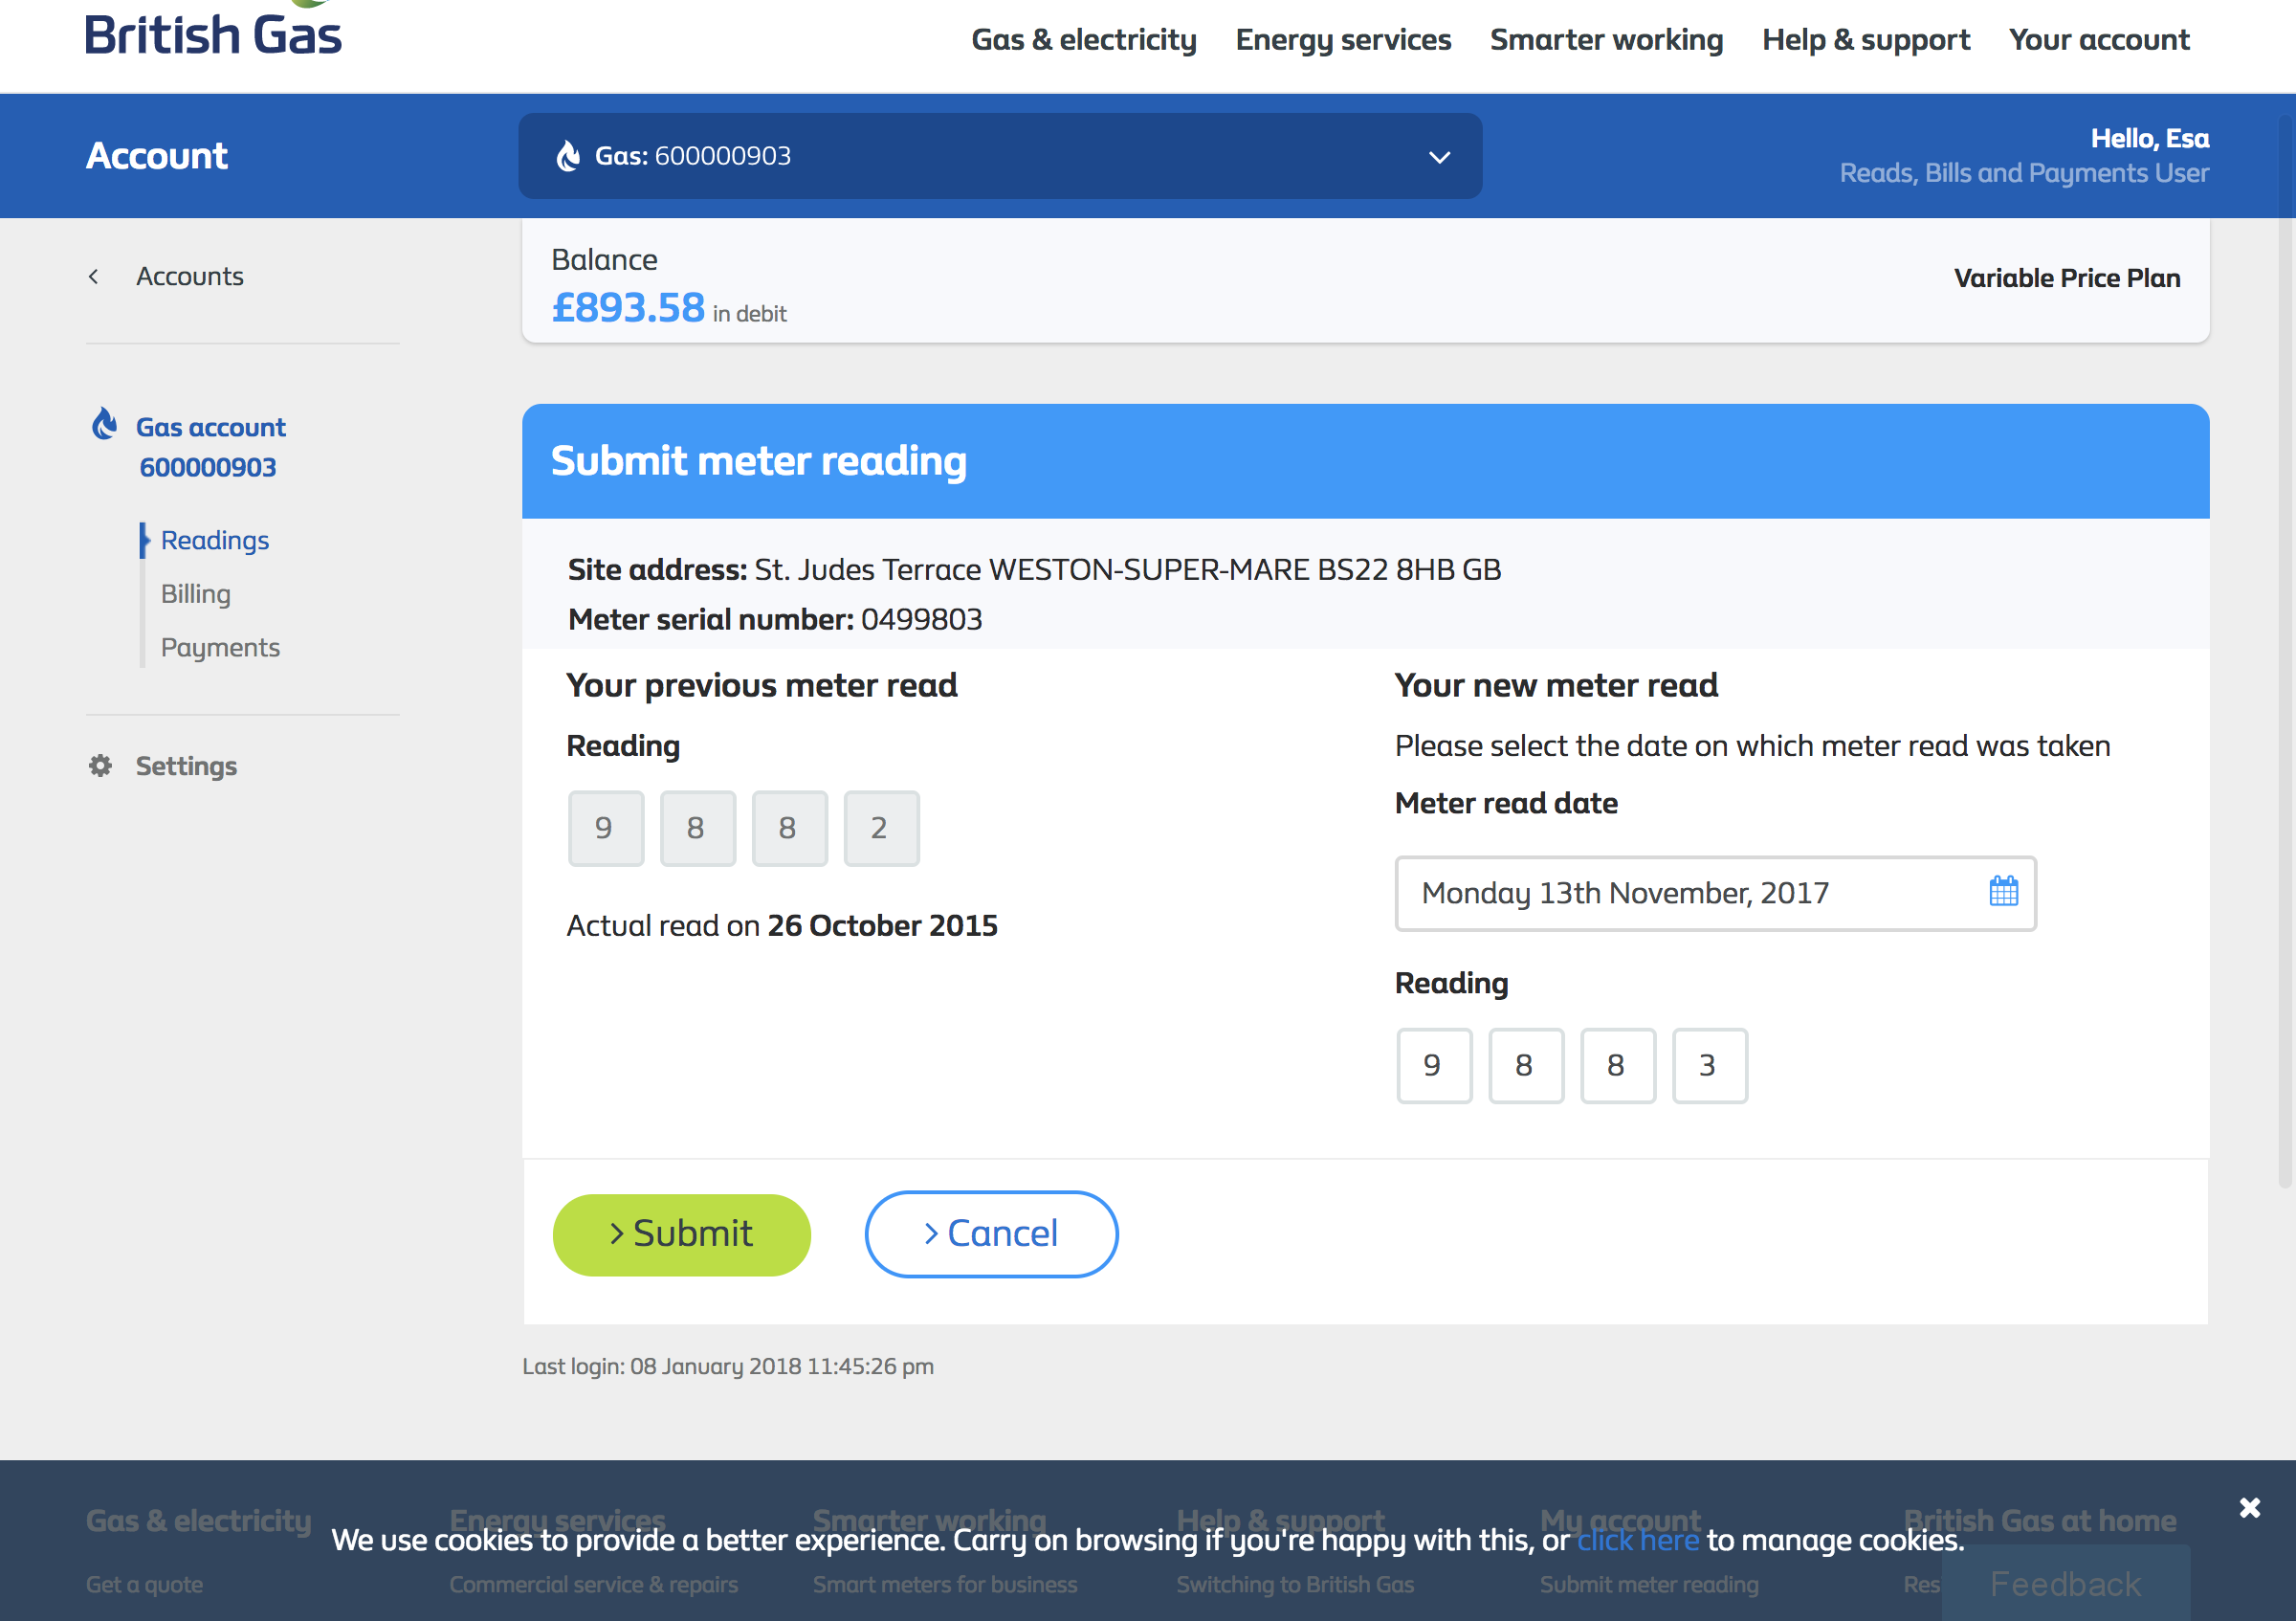 British Gas
Gas & electricity Energy services Smarter working Help & support Your account
Account
Gas: 600000903
Hello, Esa
Reads, Bills and Payments User
Accounts
Balance
£893.58 in debit
Variable Price Plan
Gas account
600000903
Readings
Billing
Payments
Settings
Submit meter reading
Site address: St. Judes Terrace WESTON-SUPER-MARE BS22 8HB GB
Meter serial number: 0499803
Your previous meter read
Reading
9 8 8 2
Actual read on 26 October 2015
Your new meter read
Please select the date on which meter read was taken
Meter read date
Monday 13th November, 2017
Reading
9 8 8 3
> Submit
> Cancel
Last login: 08 January 2018 11:45:26 pm
Gas & electricity Energy services Smarter working Help & support My account British Gas at home
We use cookies to provide a better experience. Carry on browsing if you're happy with this, or click here to manage cookies.
Get a quote Commercial service & repairs Smart meters for business Switching to British Gas Submit meter reading Res
Feedback